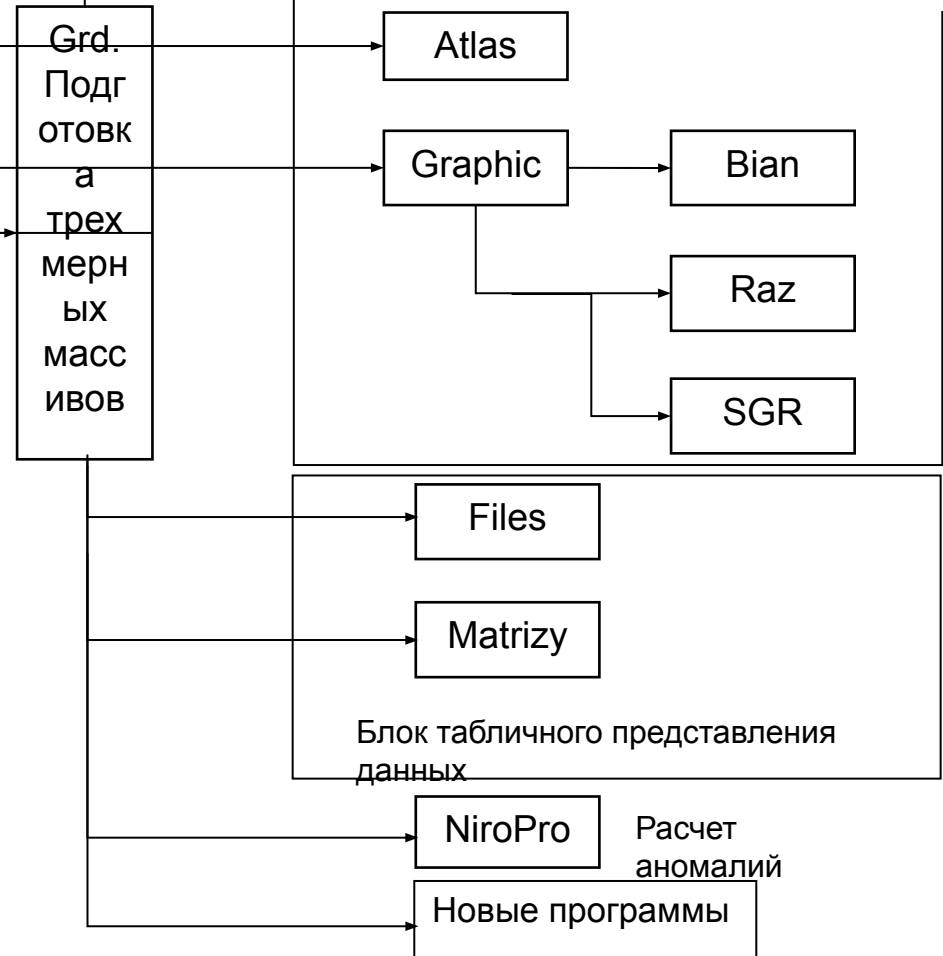 Grd.
Подг
отовк
а
трех
мерн
ых
масс
ивов
Atlas
Graphic
Bian
Raz
SGR
Files
Matrizy
Блок табличного представления
данных
NiroPro
Расчет
аномалий
Новые программы